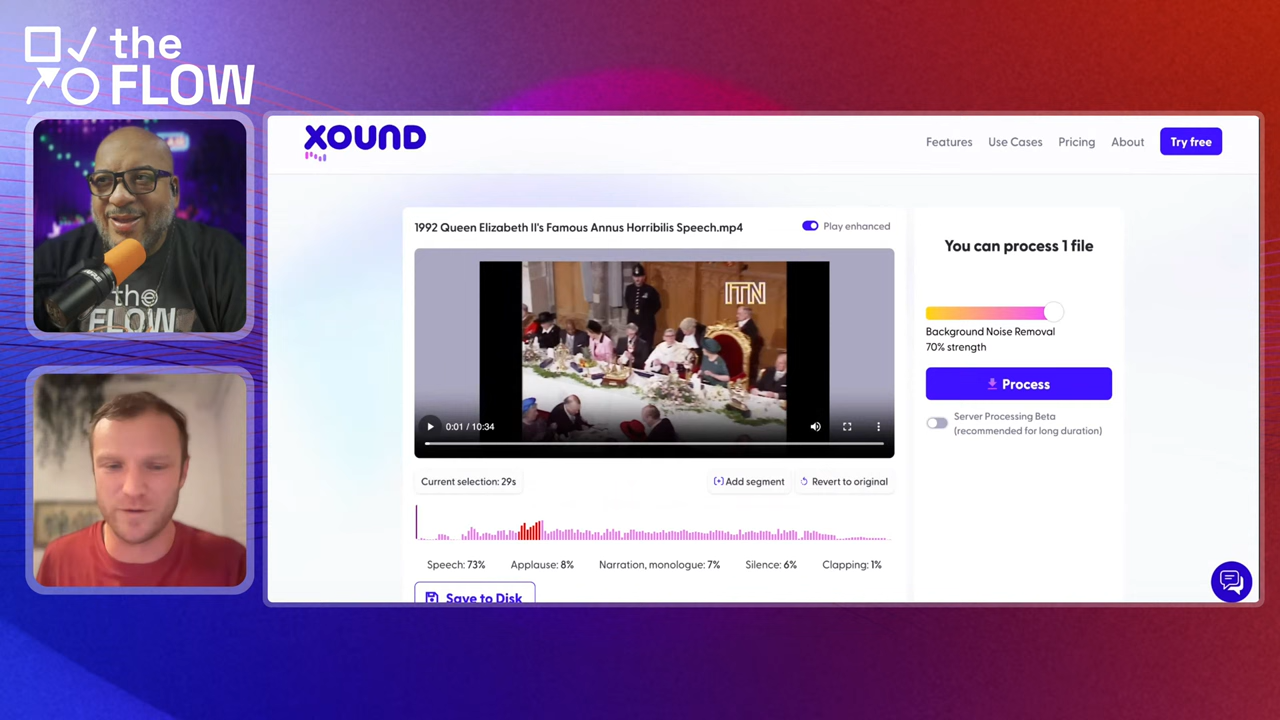 the
FLOW
XOUND
Features
Use Cases
Pricing
About
Try free
1992 Queen Elizabeth II's Famous Annus Horribilis Speech.mp4
Play enhanced
You can process 1 file
ITN
Background Noise Removal
70% strength
Process
Server Processing Beta
(recommended for long duration)
0:01 / 10:34
Current selection: 29s
Add segment
Revert to original
Speech: 73%
Applause: 8%
Narration, monologue: 7%
Silence: 6%
Clapping: 1%
Save to Disk
the
FLOW